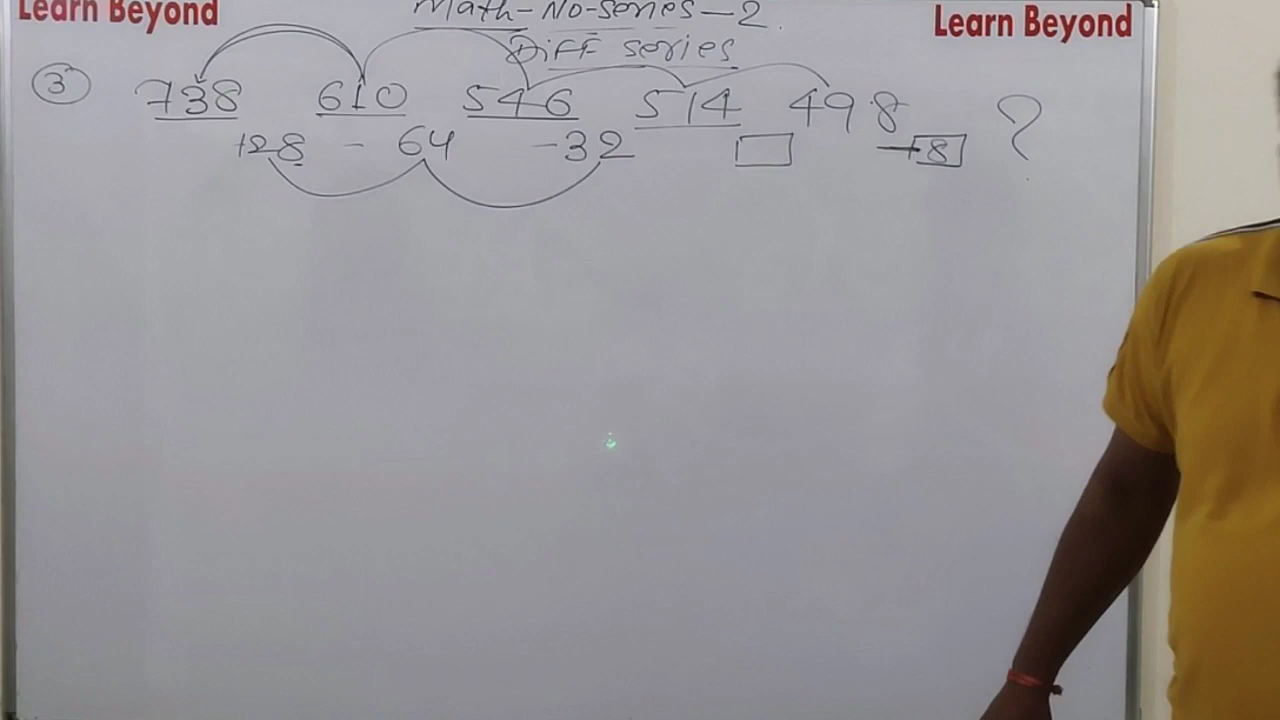 Learn Beyond
Math-No-series-2
Learn Beyond
Diff series
3 738 610 546 514 498 ?
128 - 64 -32 8